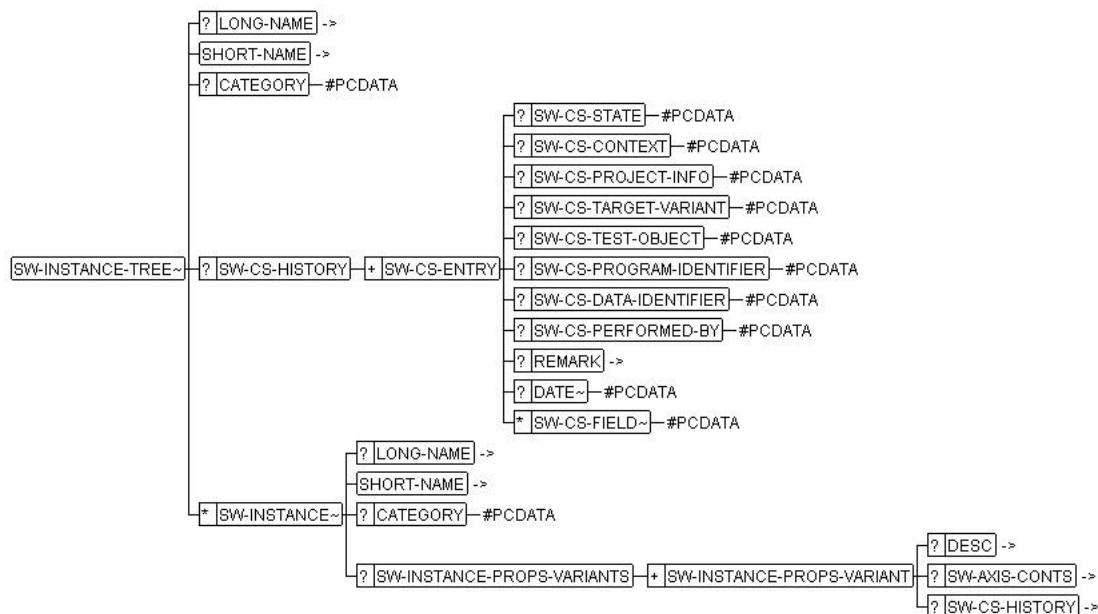 ? LONG-NAME ->
SHORT-NAME ->
? CATEGORY #PCDATA
? SW-CS-STATE #PCDATA
? SW-CS-CONTEXT #PCDATA
? SW-CS-PROJECT-INFO #PCDATA
? SW-CS-TARGET-VARIANT #PCDATA
? SW-CS-TEST-OBJECT #PCDATA
SW-INSTANCE-TREE~ ? SW-CS-HISTORY + SW-CS-ENTRY ? SW-CS-PROGRAM-IDENTIFIER #PCDATA
? SW-CS-DATA-IDENTIFIER #PCDATA
? SW-CS-PERFORMED-BY #PCDATA
? REMARK ->
? DATE~ #PCDATA
* SW-CS-FIELD~ #PCDATA
? LONG-NAME ->
SHORT-NAME ->
* SW-INSTANCE~ ? CATEGORY #PCDATA
? DESC ->
? SW-INSTANCE-PROPS-VARIANTS + SW-INSTANCE-PROPS-VARIANT ? SW-AXIS-CONTS ->
? SW-CS-HISTORY ->